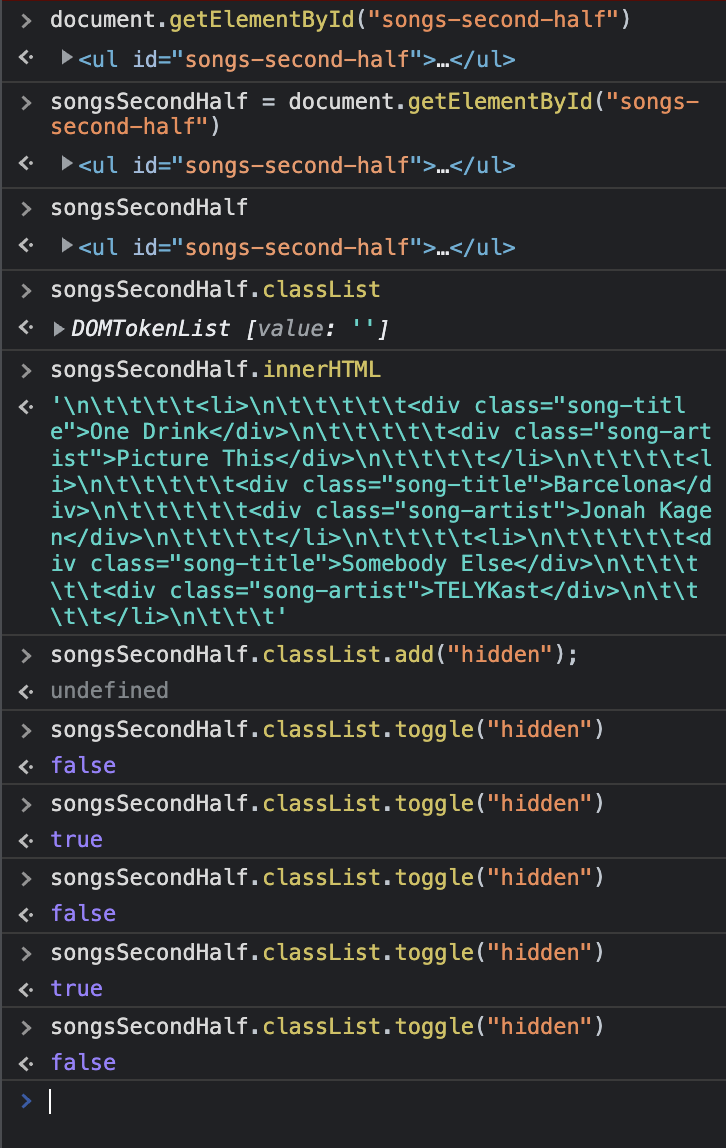 document.getElementById("songs-second-half")
<ul id="songs-second-half">…</ul>
songsSecondHalf = document.getElementById("songs-
second-half")
<ul id="songs-second-half">…</ul>
songsSecondHalf
<ul id="songs-second-half">…</ul>
songsSecondHalf.classList
DOMTokenList [value: '']
songsSecondHalf.innerHTML
'\n\t\t\t\t<li>\n\t\t\t\t\t<div class="song-titl
e">One Drink</div>\n\t\t\t\t\t<div class="song-art
ist">Picture This</div>\n\t\t\t\t</li>\n\t\t\t\t<l
i>\n\t\t\t\t\t<div class="song-title">Barcelona</d
iv>\n\t\t\t\t\t<div class="song-artist">Jonah Kage
n</div>\n\t\t\t\t</li>\n\t\t\t\t<li>\n\t\t\t\t\t<d
iv class="song-title">Somebody Else</div>\n\t\t\t
\t\t<div class="song-artist">TELYKast</div>\n\t\t
\t\t</li>\n\t\t\t'
songsSecondHalf.classList.add("hidden");
undefined
songsSecondHalf.classList.toggle("hidden")
false
songsSecondHalf.classList.toggle("hidden")
true
songsSecondHalf.classList.toggle("hidden")
false
songsSecondHalf.classList.toggle("hidden")
true
songsSecondHalf.classList.toggle("hidden")
false